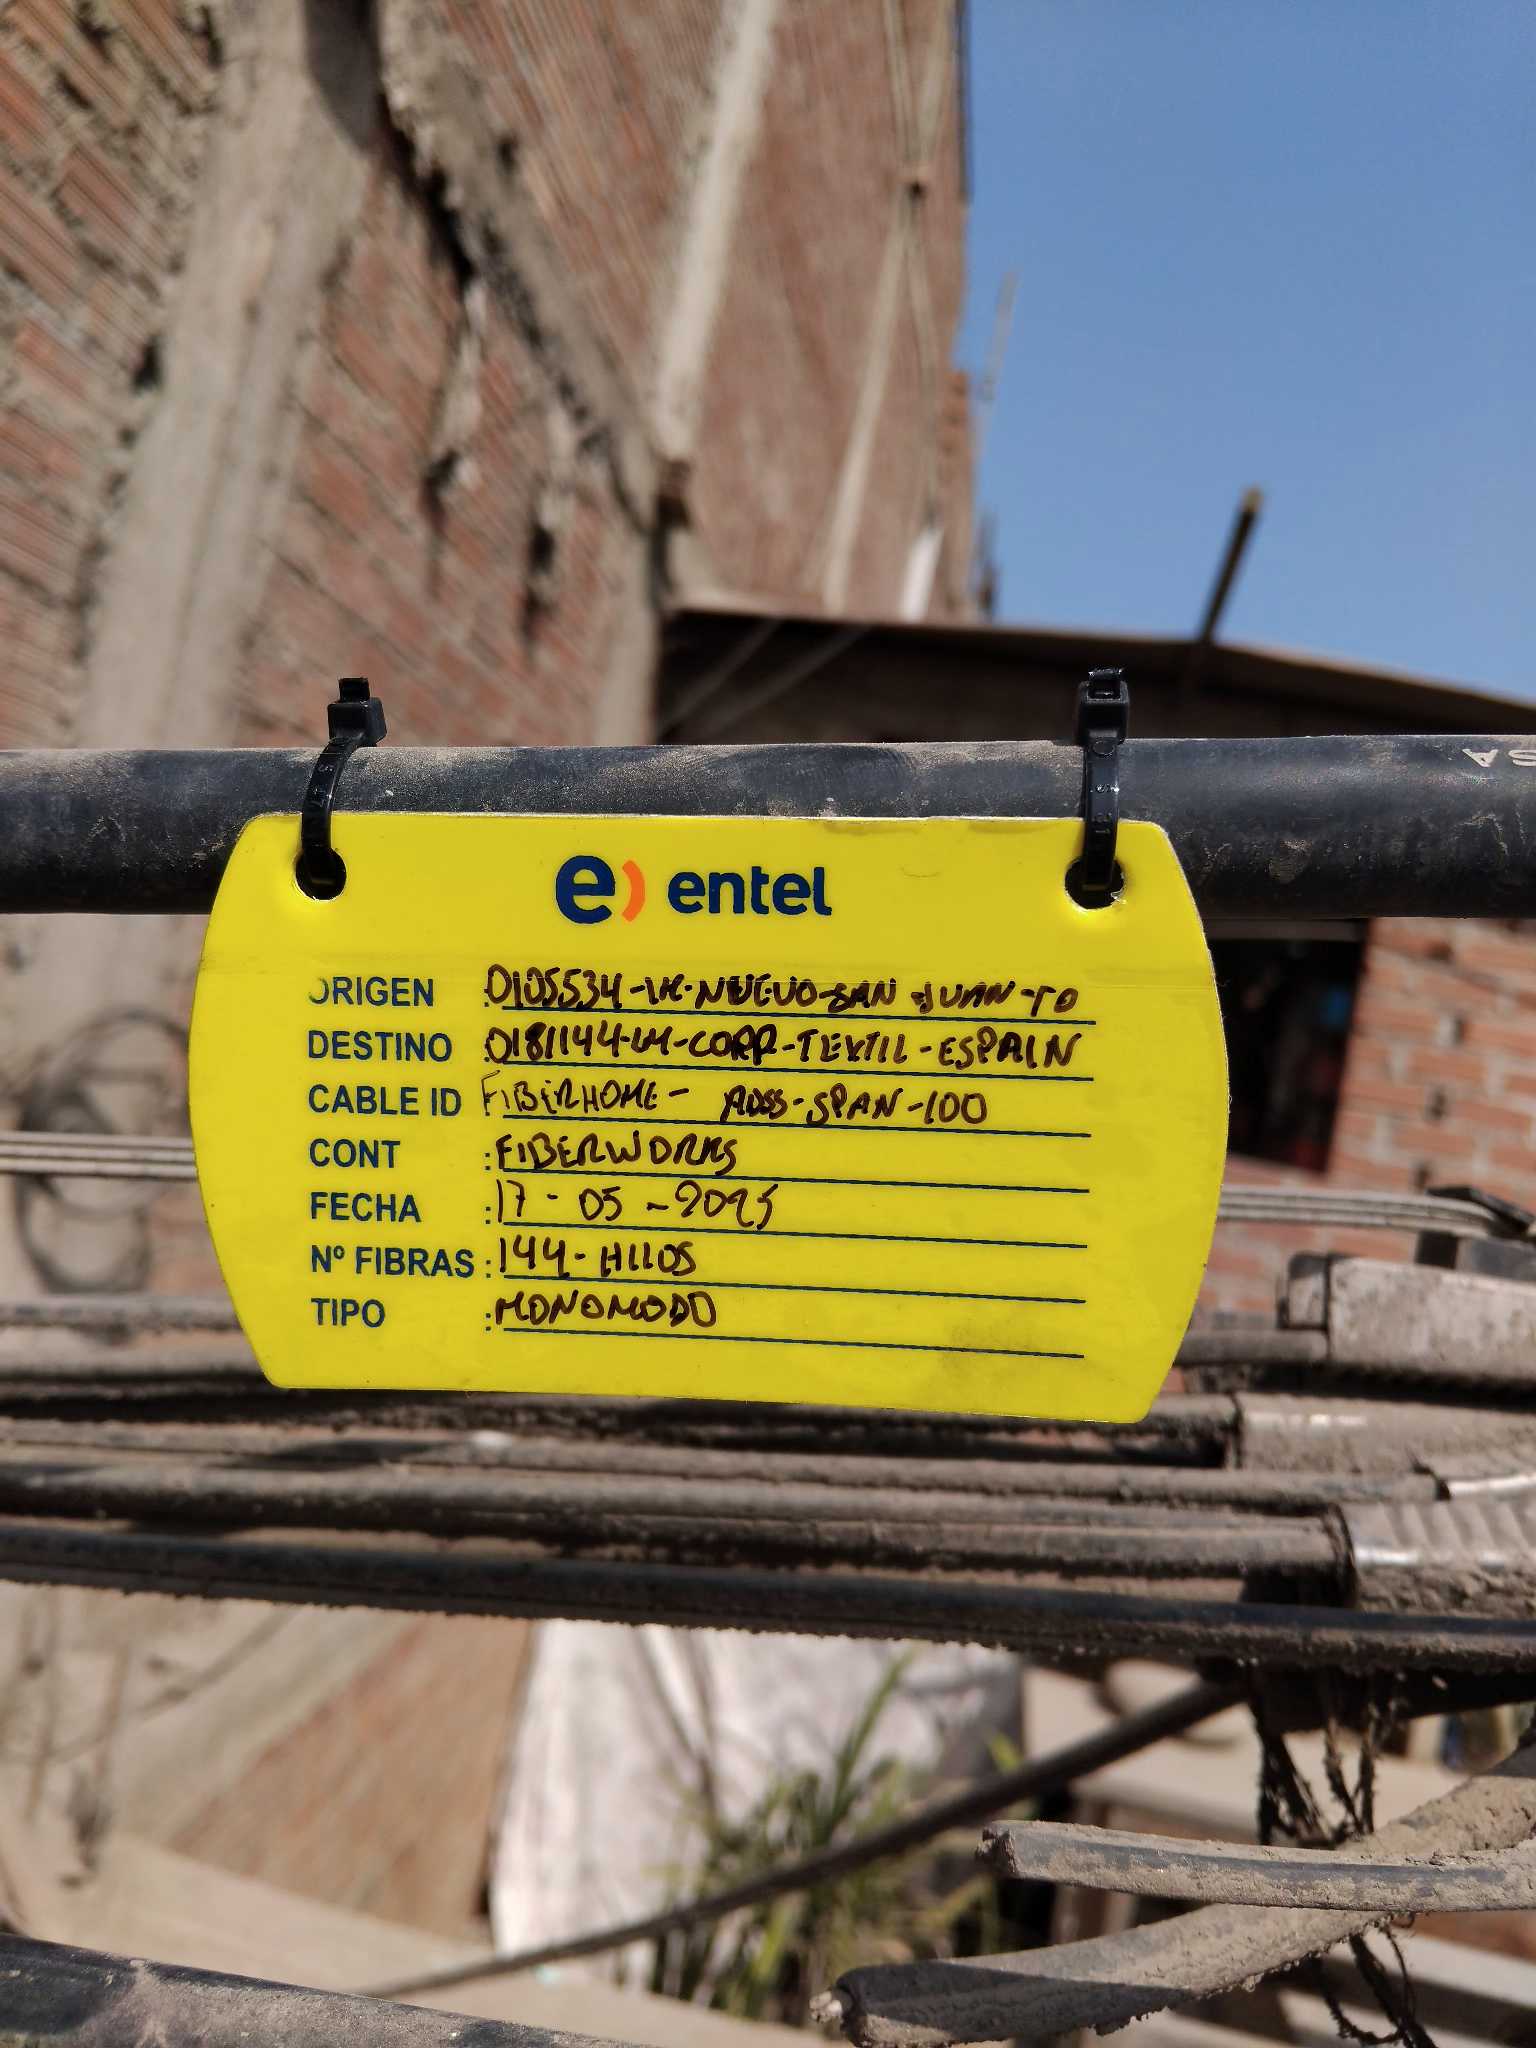 e) entel
ORIGEN : 0105534-LM-NUEVO-SAN JUAN-TD
DESTINO : 0181144-LM-CORP-TEXTIL-ESPAIN
CABLE ID FIBERHOME- ADSS-SPAN-100
CONT : FIBERWORKS
FECHA : 17-05-2025
Nº FIBRAS : 144-HILOS
TIPO : MONOMODO